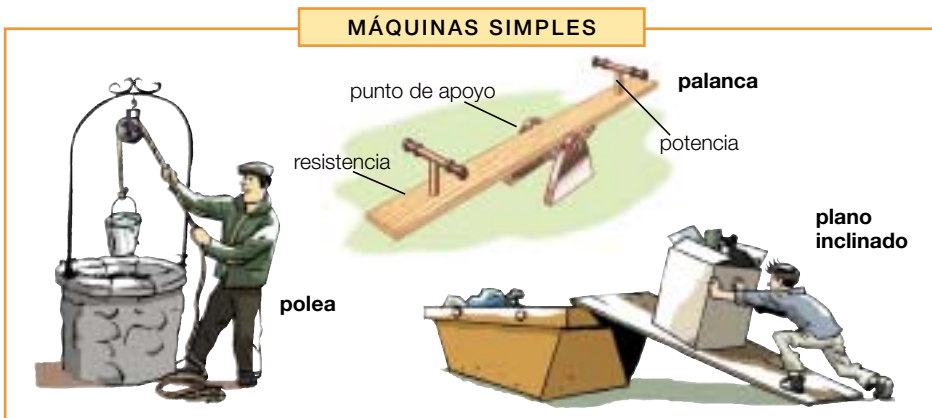 MÁQUINAS SIMPLES
palanca
punto de apoyo
potencia
resistencia
plano
inclinado
polea